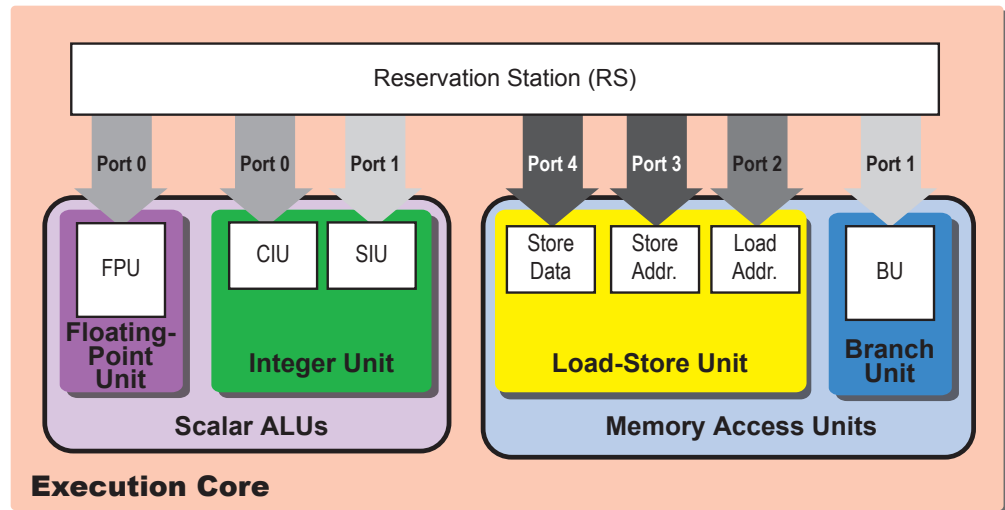 Reservation Station (RS)
Port 0
Port 0
Port 1
Port 4
Port 3
Port 2
Port 1
FPU
CIU
SIU
Store
Data
Store
Addr.
Load
Addr.
BU
Floating-
Point
Unit
Integer Unit
Load-Store Unit
Branch
Unit
Scalar ALUs
Memory Access Units
Execution Core